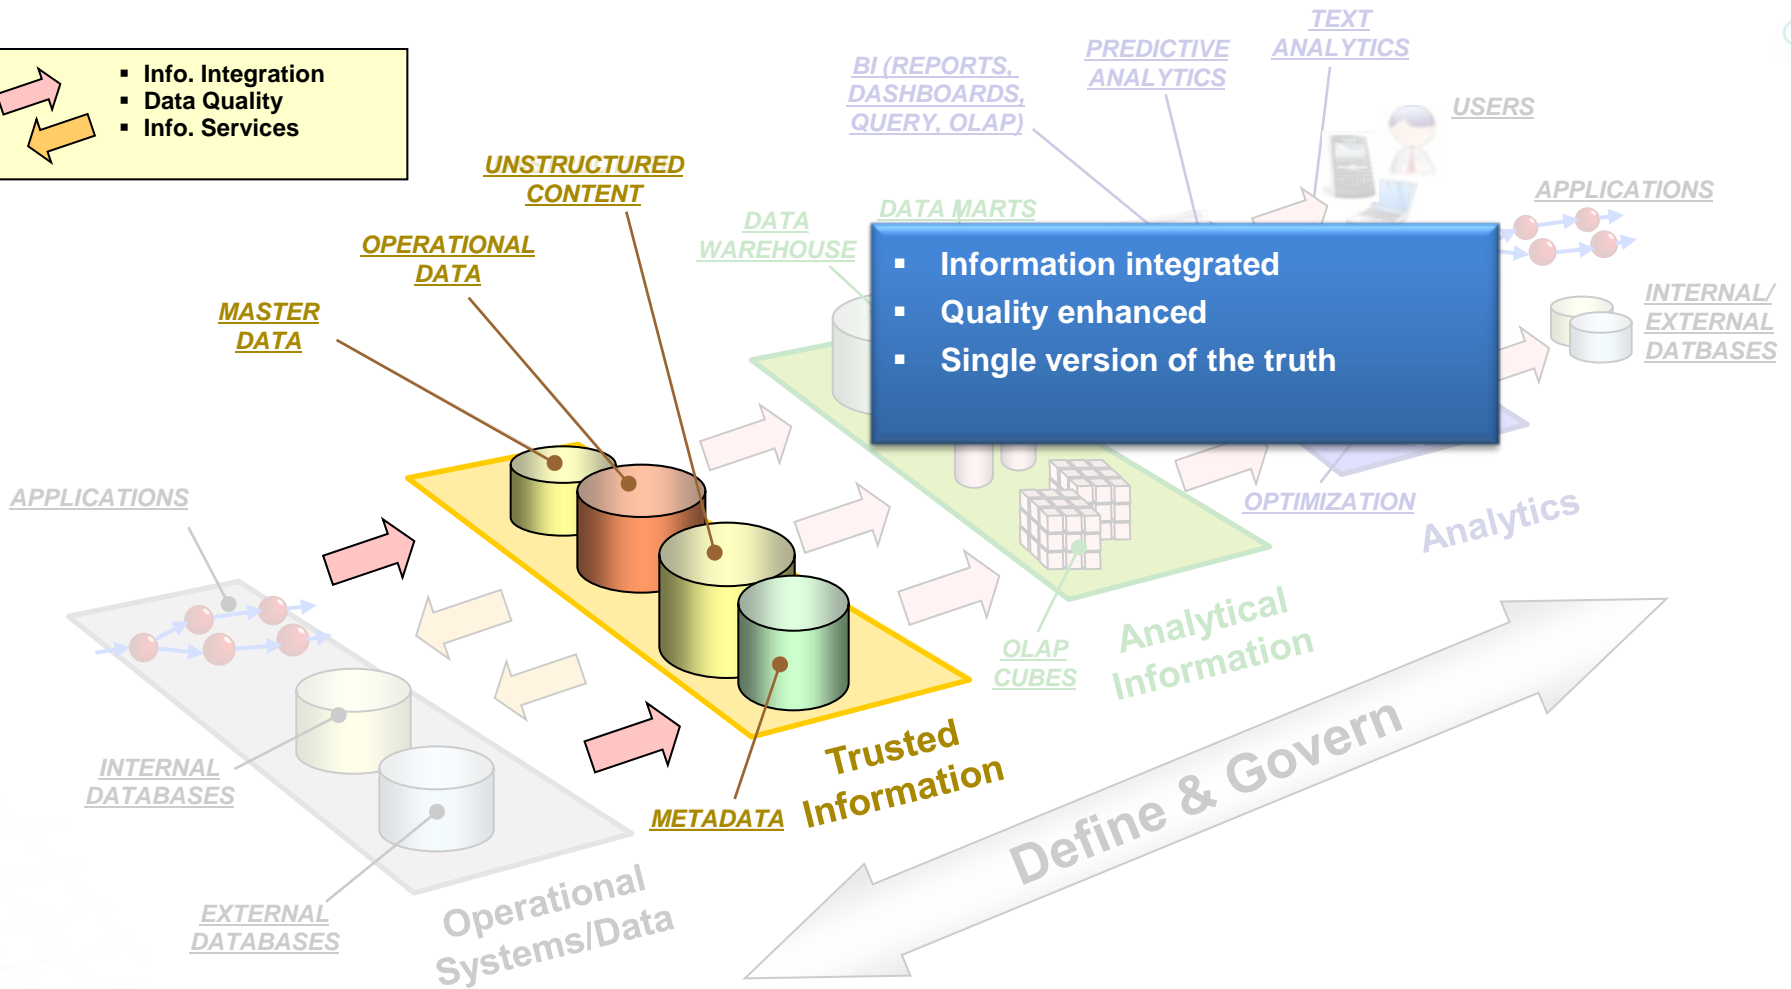 TEXT
ANALYTICS
PREDICTIVE
ANALYTICS
BI (REPORTS,
DASHBOARDS,
QUERY, OLAP)
▪ Info. Integration
▪ Data Quality
▪ Info. Services
USERS
UNSTRUCTURED
CONTENT
APPLICATIONS
DATA
WAREHOUSE
DATA MARTS
OPERATIONAL
DATA
▪ Information integrated
▪ Quality enhanced
▪ Single version of the truth
INTERNAL/
EXTERNAL
DATBASES
MASTER
DATA
APPLICATIONS
OPTIMIZATION
Analytics
Analytical
Information
OLAP
CUBES
Trusted
Information
METADATA
INTERNAL
DATABASES
Define & Govern
EXTERNAL
DATABASES
Operational
Systems/Data